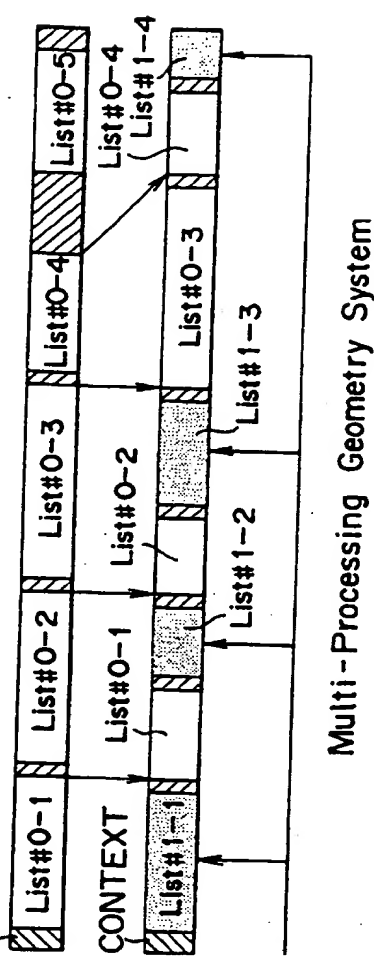 List#0-1 List#0-2 List#0-3 List#0-4 List#0-5
CONTEXT List#0-1 List#0-2 List#0-4
List#1-4
List#1-1 List#0-3
List#1-2 List#1-3
Multi-Processing Geometry System